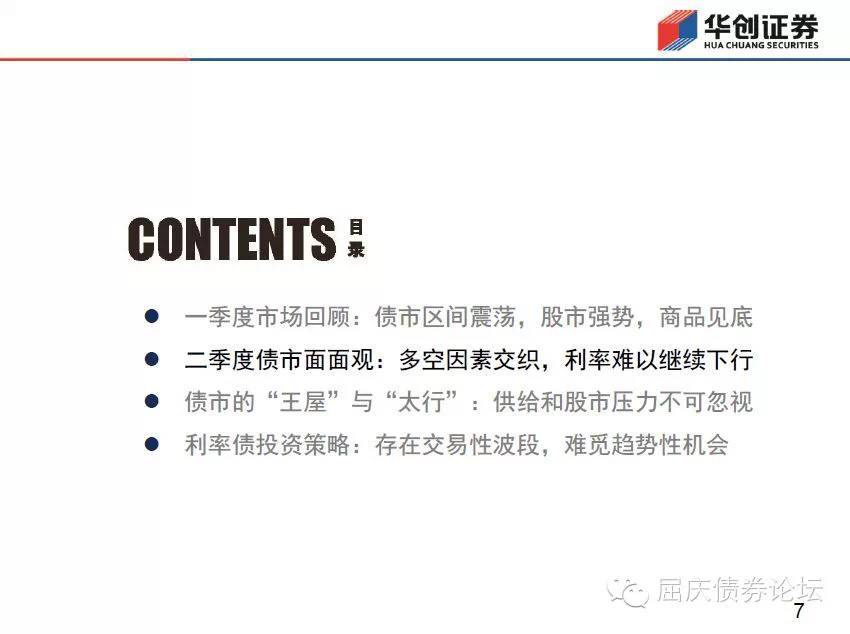 华创证券
HUA CHUANG SECURITIES
CONTENTS 目录
● 一季度市场回顾：债市区间震荡，股市强势，商品见底
● 二季度债市面面观：多空因素交织，利率难以继续下行
● 债市的“王屋”与“太行”：供给和股市压力不可忽视
● 利率债投资策略：存在交易性波段，难觅趋势性机会
屈庆债券论坛
7